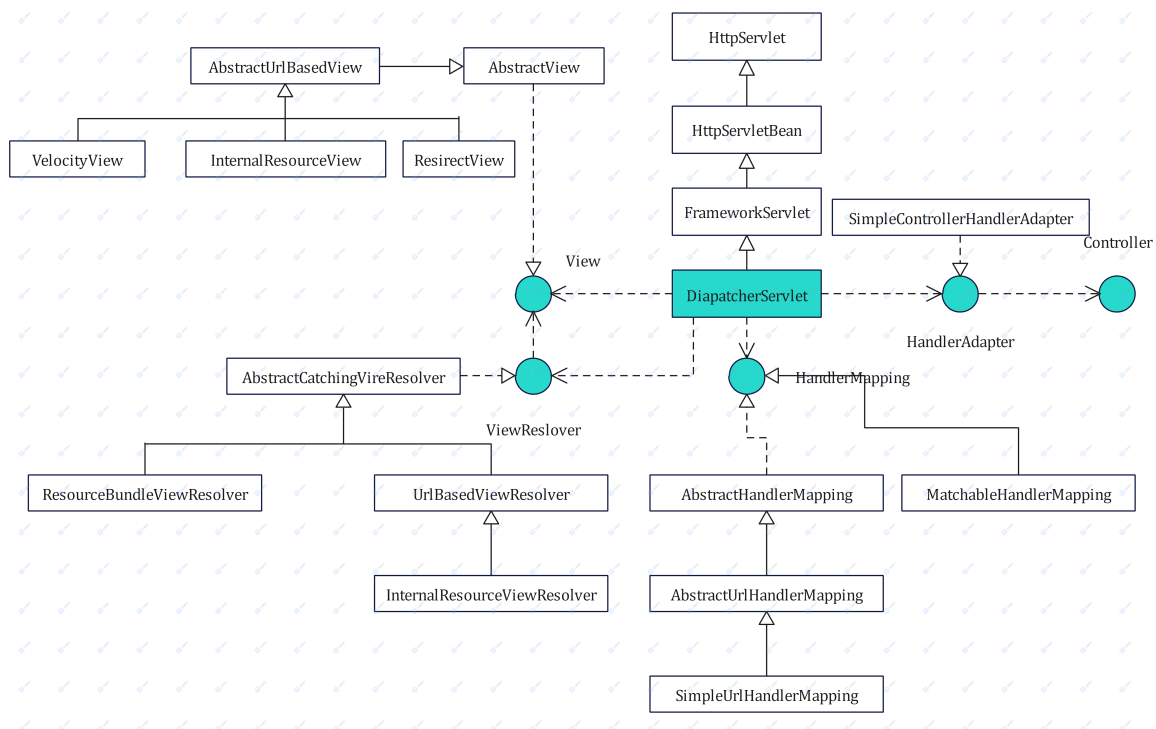 HttpServlet
AbstractUrlBasedView
AbstractView
HttpServletBean
VelocityView
InternalResourceView
ResirectView
FrameworkServlet
SimpleControllerHandlerAdapter
Controller
View
DiapatcherServlet
HandlerAdapter
AbstractCatchingVireResolver
HandlerMapping
ViewReslover
ResourceBundleViewResolver
UrlBasedViewResolver
AbstractHandlerMapping
MatchableHandlerMapping
InternalResourceViewResolver
AbstractUrlHandlerMapping
SimpleUrlHandlerMapping